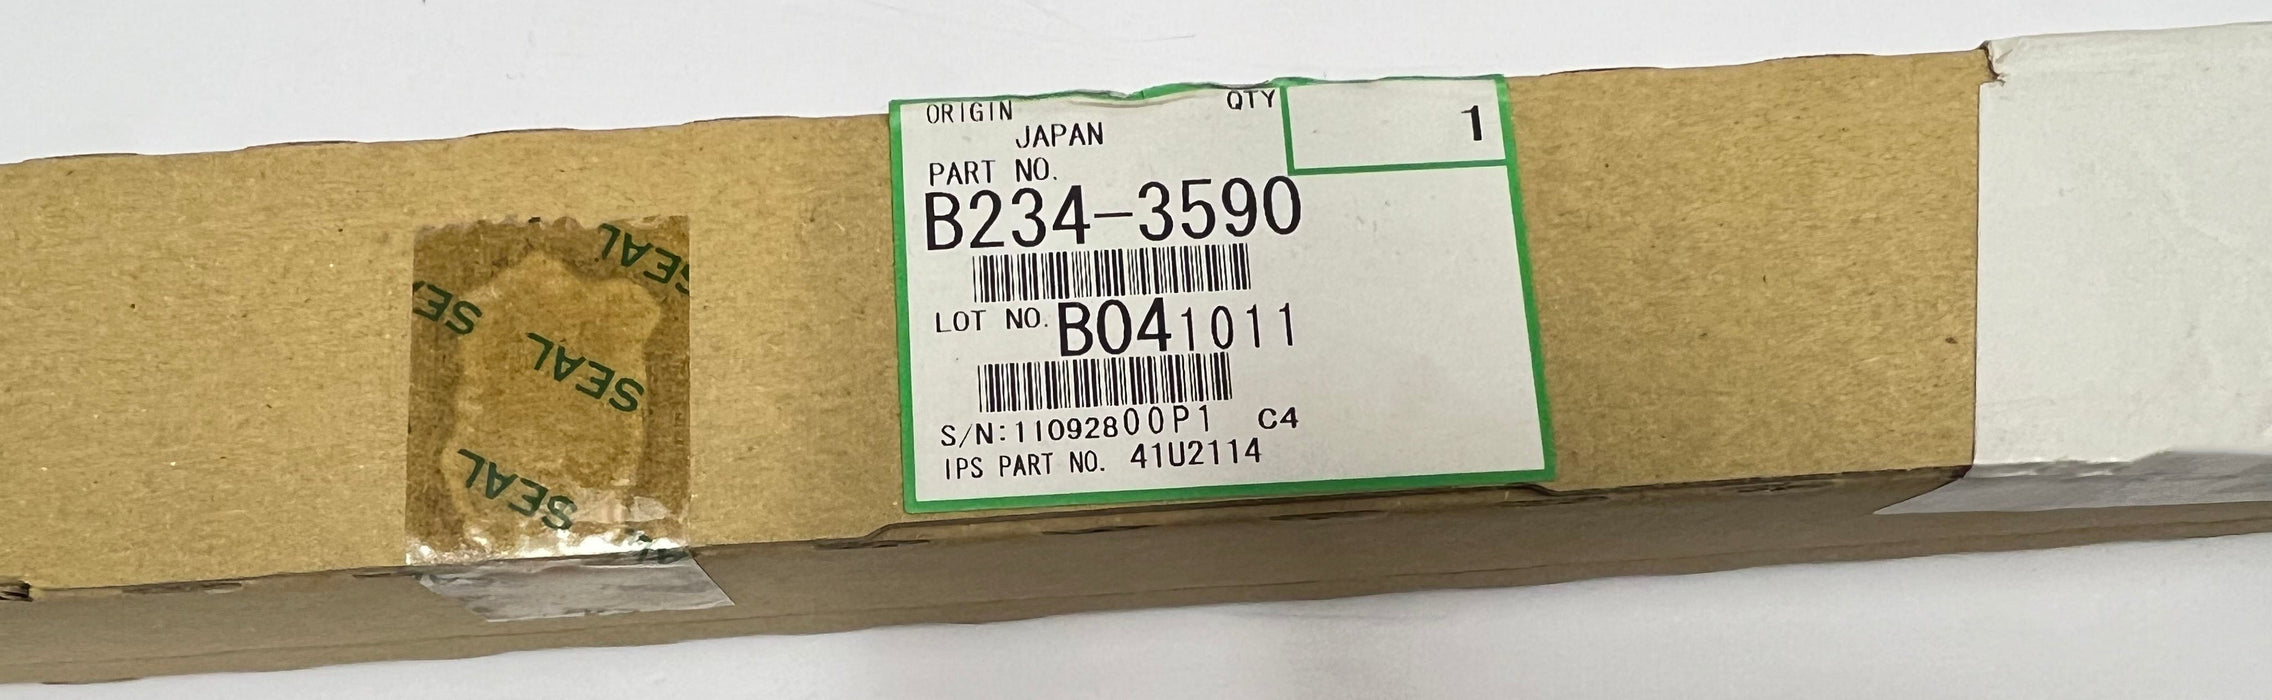 ORIGIN QTY
JAPAN 1
PART NO.
B234-3590
LOT NO. B041011
S/N:11092800P1 C4
IPS PART NO. 41U2114
SEAL
SE
SEAL
SEAL